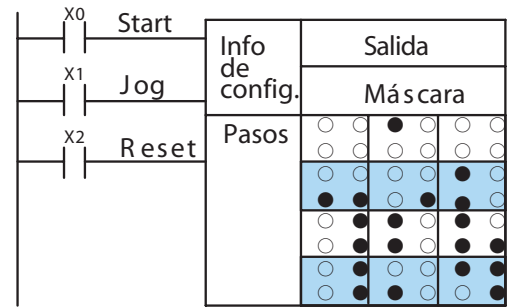 X0
Start
X1
Jog
X2
Reset
Info
de
config.
Salida
Máscara
Pasos